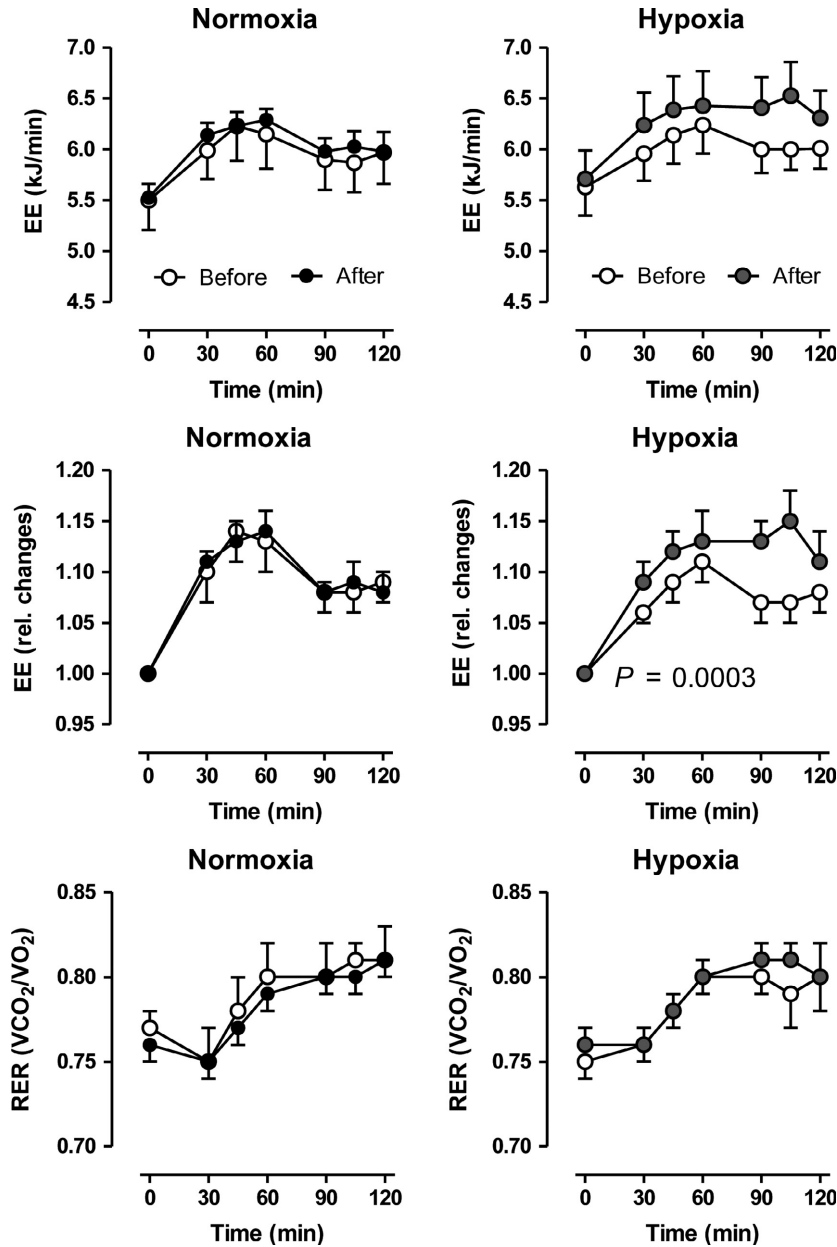 Normoxia
EE (kJ/min)
7.0
6.5
6.0
5.5
5.0
4.5
Before After
0 30 60 90 120
Time (min)
Hypoxia
EE (kJ/min)
7.0
6.5
6.0
5.5
5.0
4.5
Before After
0 30 60 90 120
Time (min)
Normoxia
EE (rel. changes)
1.20
1.15
1.10
1.05
1.00
0.95
0 30 60 90 120
Time (min)
Hypoxia
EE (rel. changes)
1.20
1.15
1.10
1.05
1.00
0.95
P = 0.0003
0 30 60 90 120
Time (min)
Normoxia
RER (VCO₂/VO₂)
0.85
0.80
0.75
0.70
0 30 60 90 120
Time (min)
Hypoxia
RER (VCO₂/VO₂)
0.85
0.80
0.75
0.70
0 30 60 90 120
Time (min)